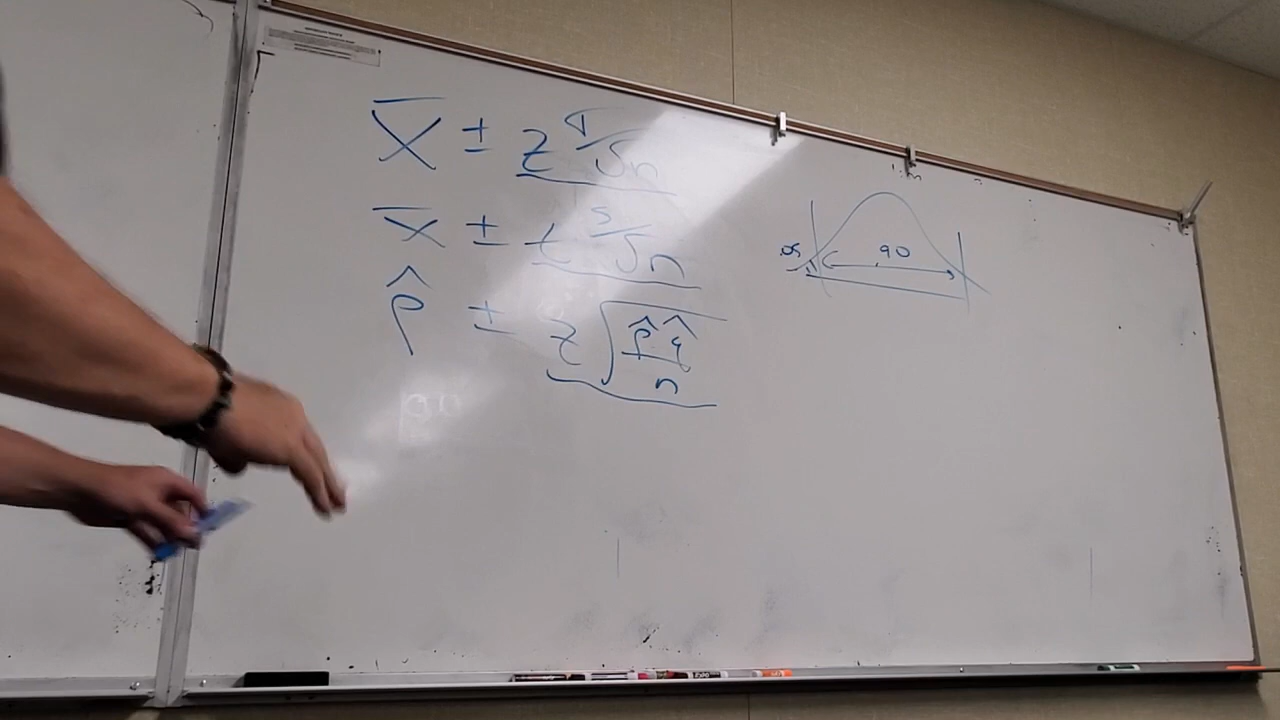 x̄ ± z σ/√n
x̄ ± t s/√n
p̂ ± z √(p̂q̂/n)
.05 .90